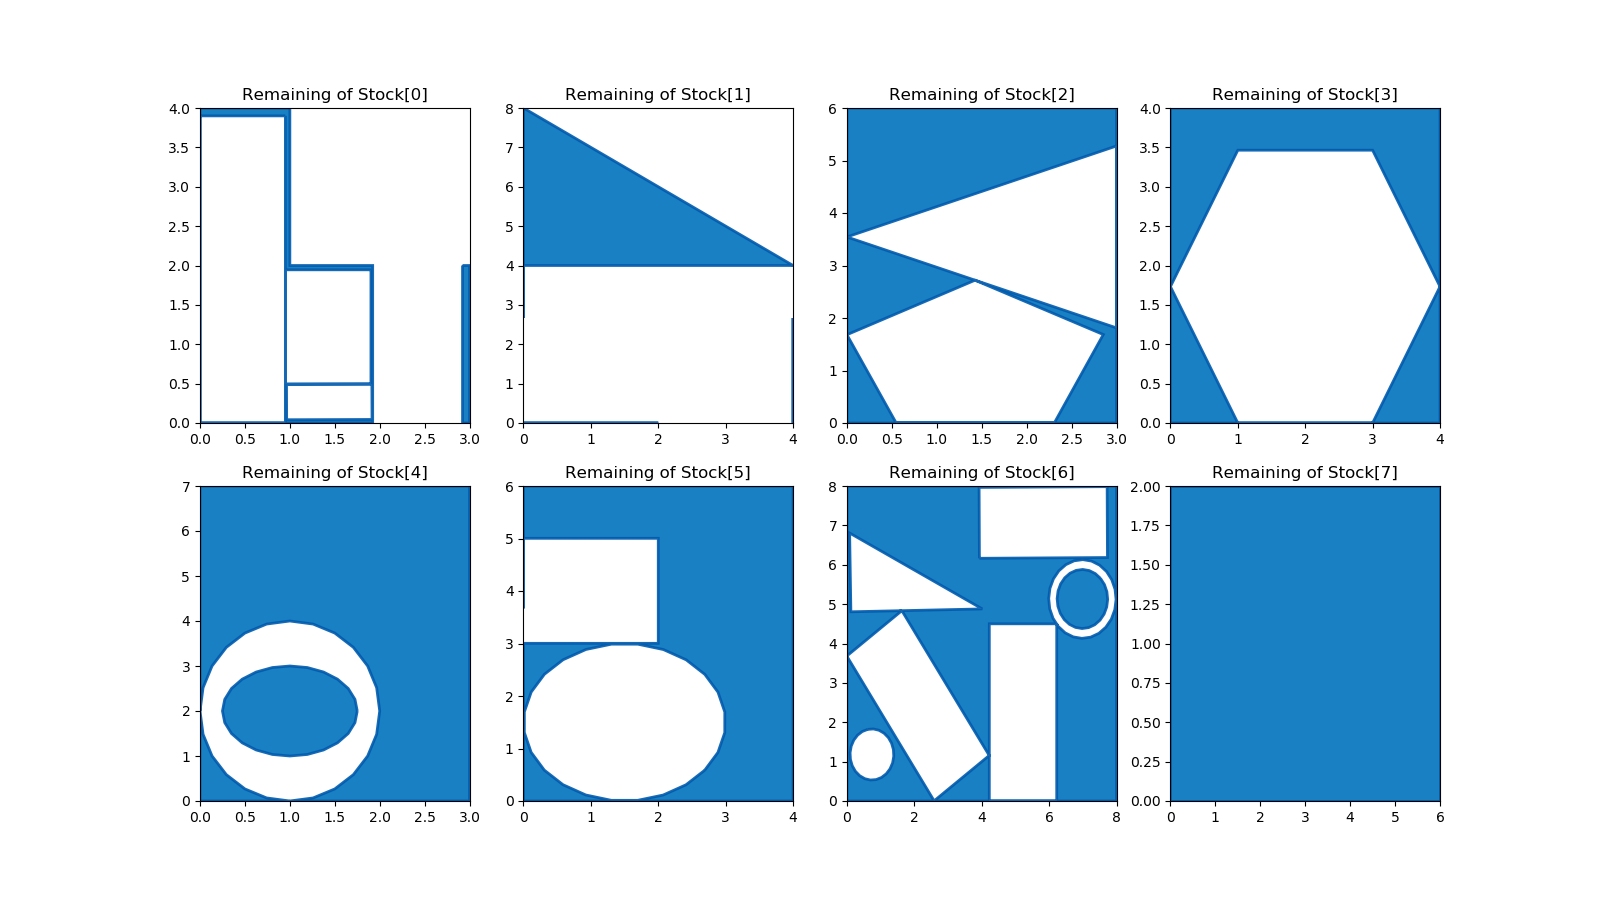 Remaining of Stock[0] Remaining of Stock[1] Remaining of Stock[2] Remaining of Stock[3]
4.0 8 6 4.0
3.5 7 5 3.5
3.0 6 4 3.0
2.5 5 3 2.5
2.0 4 2 2.0
1.5 3 1 1.5
1.0 2 0 1.0
0.5 1 0.5
0.0 0 0.0
0.0 0.5 1.0 1.5 2.0 2.5 3.0 0 1 2 3 4 0.0 0.5 1.0 1.5 2.0 2.5 3.0 0 1 2 3 4
Remaining of Stock[4] Remaining of Stock[5] Remaining of Stock[6] Remaining of Stock[7]
7 6 8 2.00
6 5 7 1.75
5 4 6 1.50
4 3 5 1.25
3 2 4 1.00
2 1 3 0.75
1 0 2 0.50
0 1 0.25
0 0.00
0.0 0.5 1.0 1.5 2.0 2.5 3.0 0 1 2 3 4 0 2 4 6 8 0 1 2 3 4 5 6